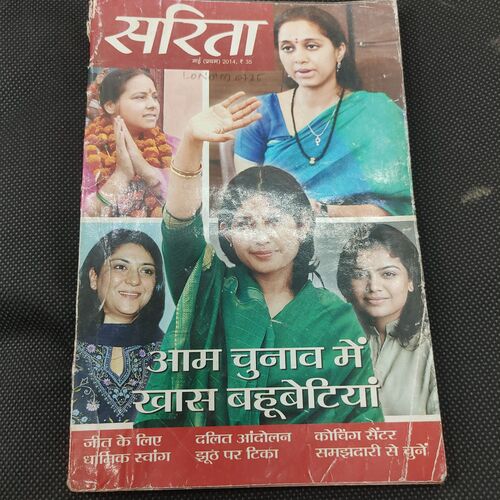 सरिता
मई (प्रथम) 2014, ₹ 35
आम चुनाव में
खास बहूबेटियां
जीत के लिए
धार्मिक स्वांग
दलित आंदोलन
झूठ पर टिका
कोचिंग सैंटर
समझदारी से चुनें